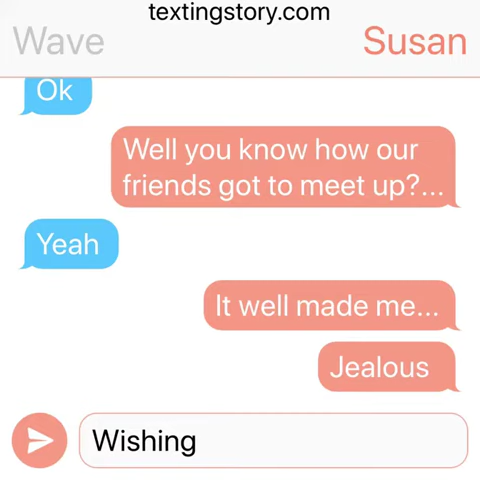 textingstory.com
Wave
Susan
Ok
Well you know how our
friends got to meet up?...
Yeah
It well made me...
Jealous
Wishing